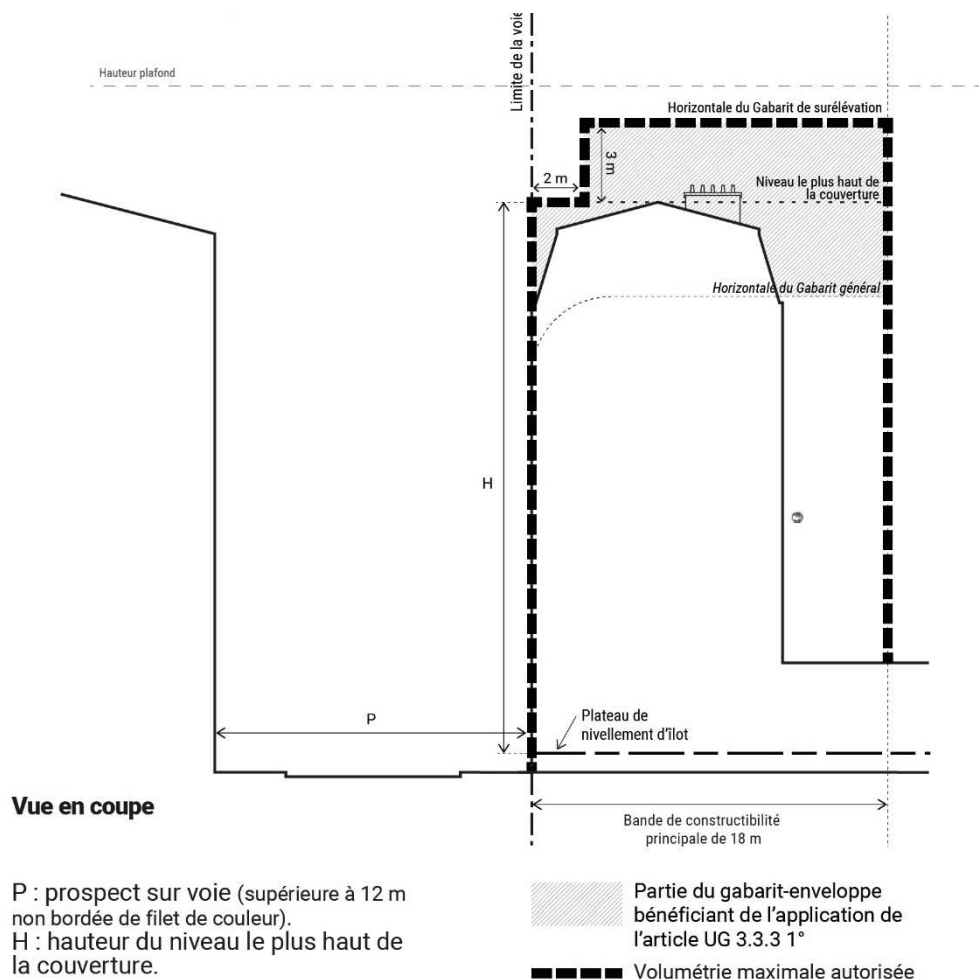 Limite de la voie
Hauteur plafond
Horizontale du Gabarit de surélévation
3 m
2 m
Niveau le plus haut de
la couverture
Horizontale du Gabarit général
H
P
Plateau de
nivellement d'îlot
Vue en coupe
Bande de constructibilité
principale de 18 m
P : prospect sur voie (supérieure à 12 m
non bordée de filet de couleur).
H : hauteur du niveau le plus haut de
la couverture.
Partie du gabarit-enveloppe
bénéficiant de l'application de
l'article UG 3.3.3 1°
Volumétrie maximale autorisée